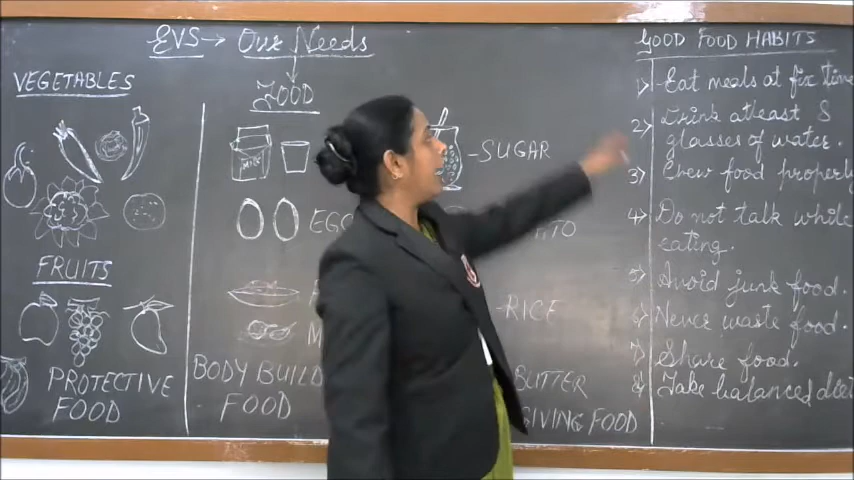 EVS → Our Needs
FOOD
VEGETABLES
FRUITS
PROTECTIVE
FOOD
MILK
EGG
BODY BUILD
FOOD
-SUGAR
-RICE
BUTTER
GIVING FOOD
GOOD FOOD HABITS
1> Eat meals at fix time
2> Drink atleast 8
glasses of water.
3> Chew food properly
4> Do not talk while
eating.
5> Avoid junk food.
6> Never waste food.
7> Share food.
8> Take balanced diet